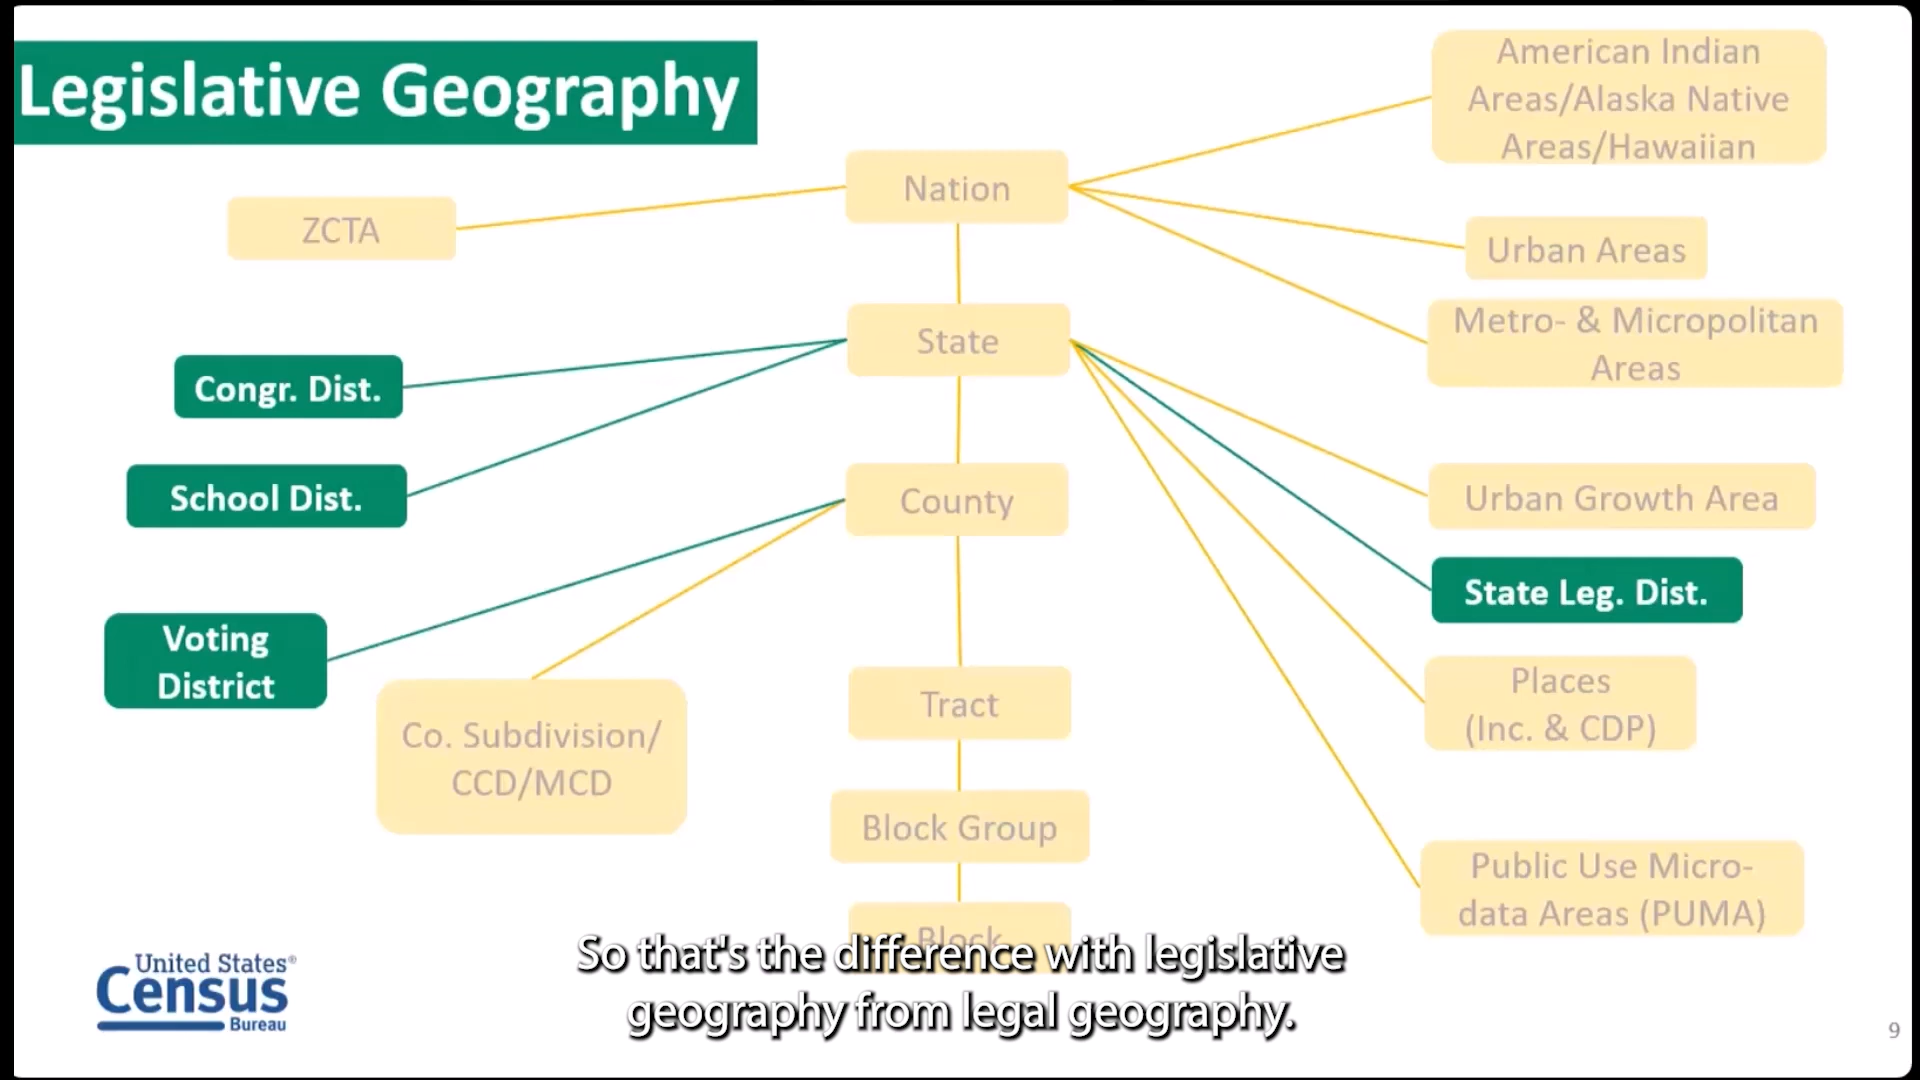 Legislative Geography
American Indian
Areas/Alaska Native
Areas/Hawaiian
Nation
ZCTA
Urban Areas
State
Metro- & Micropolitan
Areas
Congr. Dist.
School Dist.
County
Urban Growth Area
State Leg. Dist.
Voting
District
Co. Subdivision/
CCD/MCD
Tract
Places
(Inc. & CDP)
Block Group
Public Use Micro-
data Areas (PUMA)
Block
So that's the difference with legislative
geography from legal geography.
United States®
Census
Bureau
9